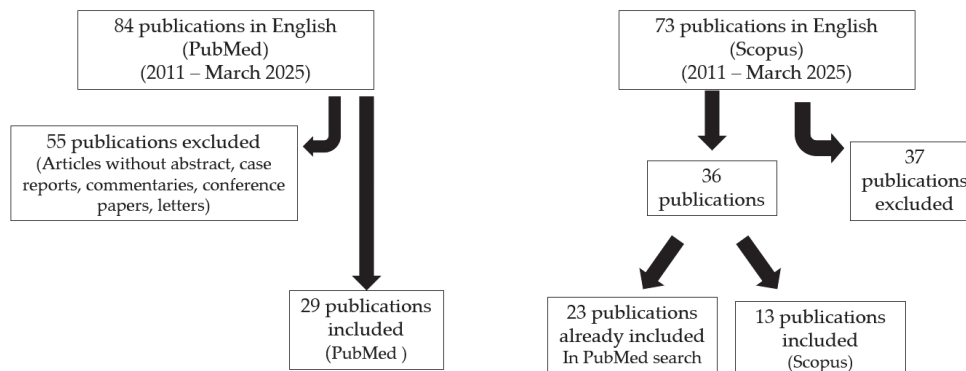 84 publications in English
(PubMed)
(2011 – March 2025)
73 publications in English
(Scopus)
(2011 – March 2025)
55 publications excluded
(Articles without abstract, case
reports, commentaries, conference
papers, letters)
36
publications
37
publications
excluded
29 publications
included
(PubMed )
23 publications
already included
In PubMed search
13 publications
included
(Scopus)